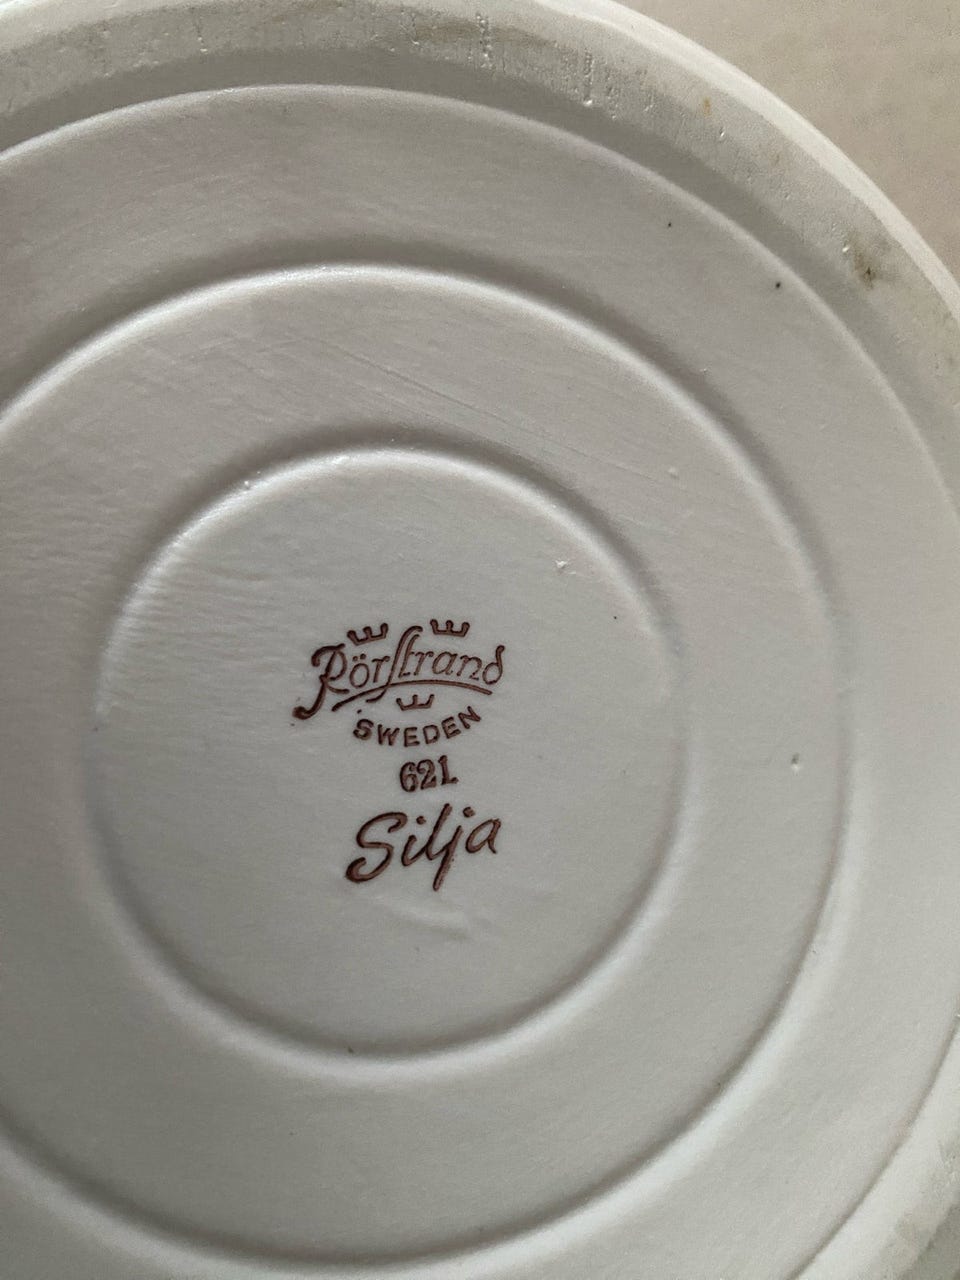 Rörstrand
SWEDEN
621
Silja